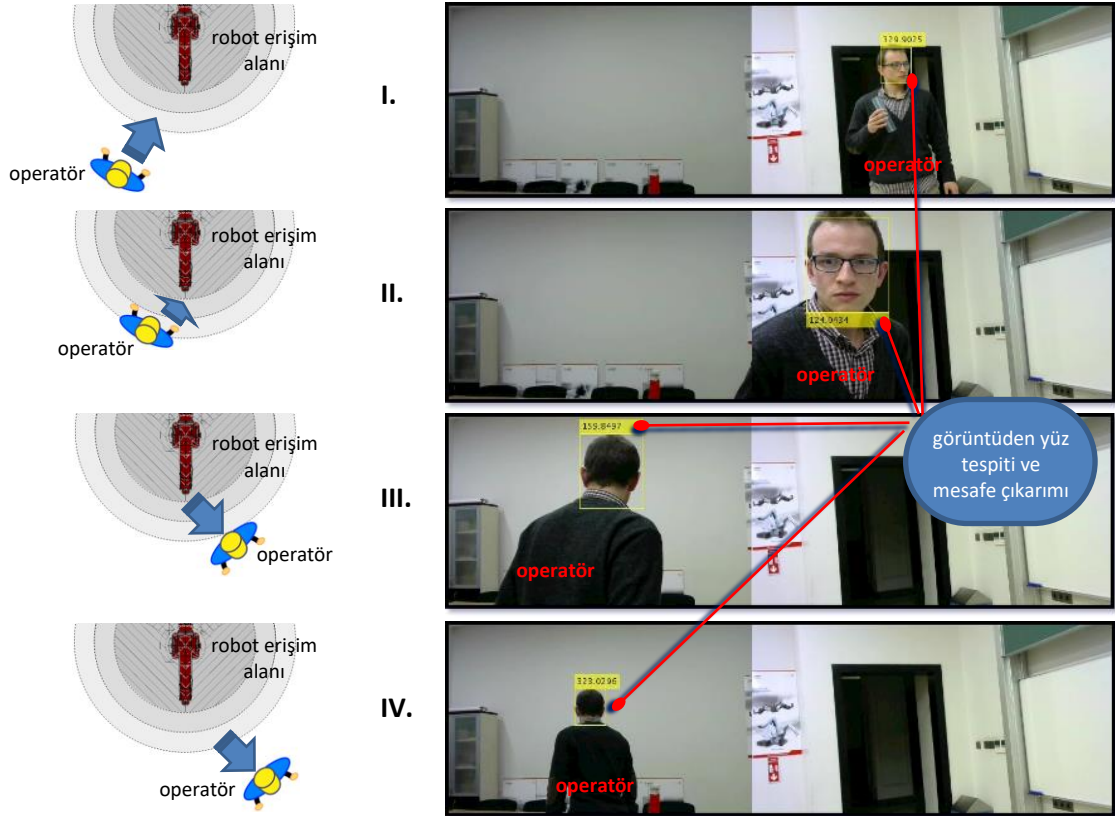 robot erişim
alanı
I.
operatör
329.9025
operatör
robot erişim
alanı
II.
operatör
124.0434
operatör
görüntüden yüz
tespiti ve
mesafe çıkarımı
robot erişim
alanı
III.
operatör
159.8497
operatör
robot erişim
alanı
IV.
operatör
323.0296
operatör